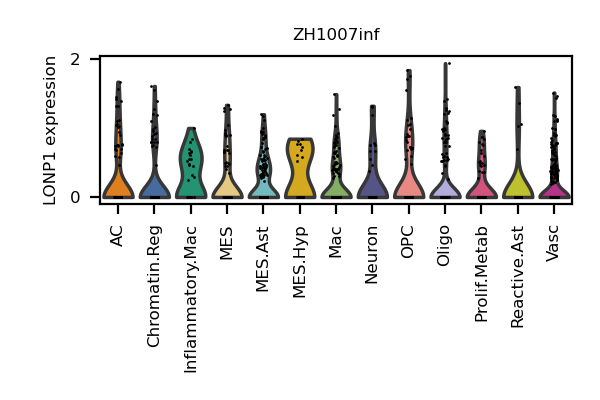 ZH1007inf
LONP1 expression
2
0
AC
Chromatin.Reg
Inflammatory.Mac
MES
MES.Ast
MES.Hyp
Mac
Neuron
OPC
Oligo
Prolif.Metab
Reactive.Ast
Vasc